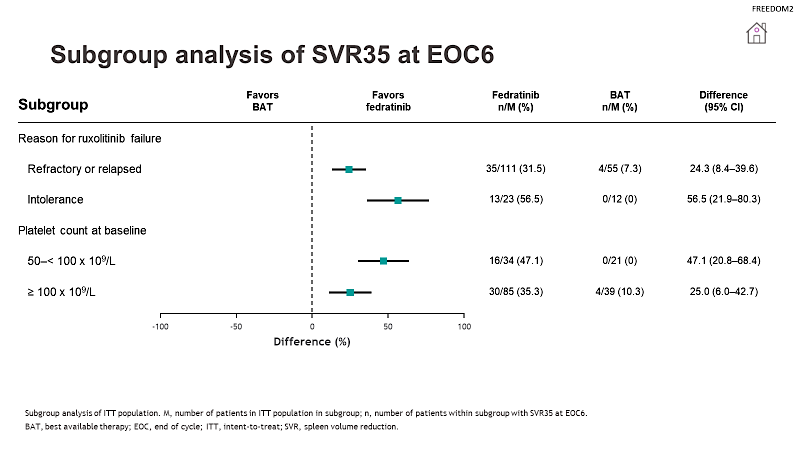 FREEDOM2
Subgroup analysis of SVR35 at EOC6
Subgroup
Favors BAT
Favors fedratinib
Fedratinib n/M (%)
BAT n/M (%)
Difference (95% CI)
Reason for ruxolitinib failure
Refractory or relapsed 35/111 (31.5) 4/55 (7.3) 24.3 (8.4–39.6)
Intolerance 13/23 (56.5) 0/12 (0) 56.5 (21.9–80.3)
Platelet count at baseline
50–< 100 x 10⁹/L 16/34 (47.1) 0/21 (0) 47.1 (20.8–68.4)
≥ 100 x 10⁹/L 30/85 (35.3) 4/39 (10.3) 25.0 (6.0–42.7)
-100 -50 0 50 100
Difference (%)
Subgroup analysis of ITT population. M, number of patients in ITT population in subgroup; n, number of patients within subgroup with SVR35 at EOC6.
BAT, best available therapy; EOC, end of cycle; ITT, intent-to-treat; SVR, spleen volume reduction.